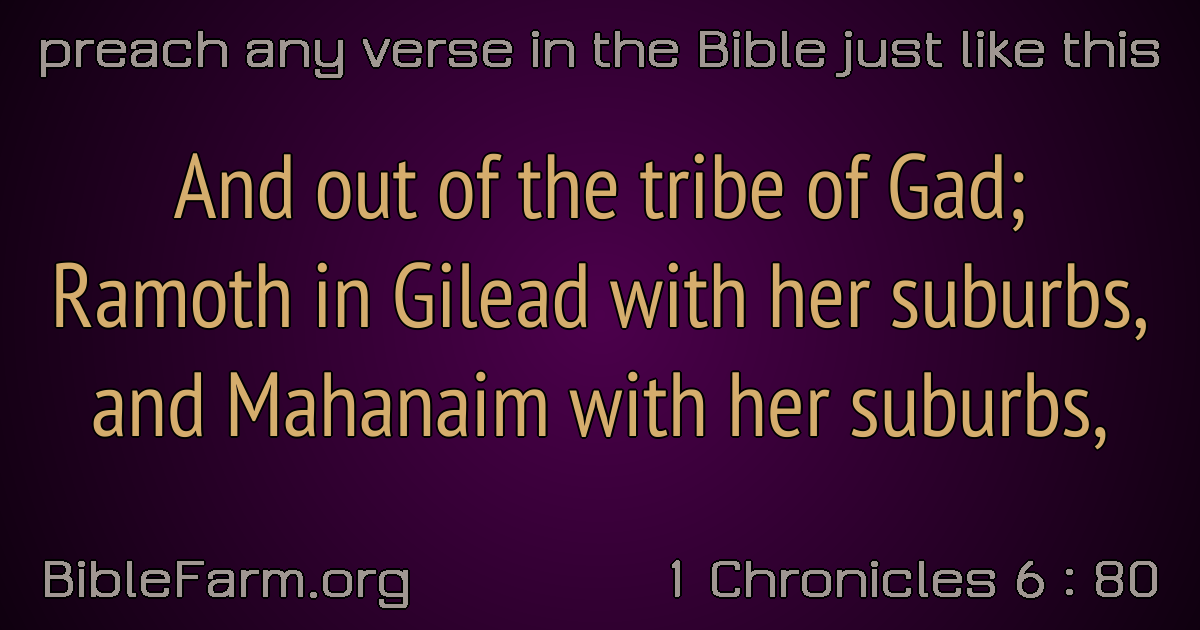 preach any verse in the Bible just like this
And out of the tribe of Gad;
Ramoth in Gilead with her suburbs,
and Mahanaim with her suburbs,
BibleFarm.org
1 Chronicles 6 : 80